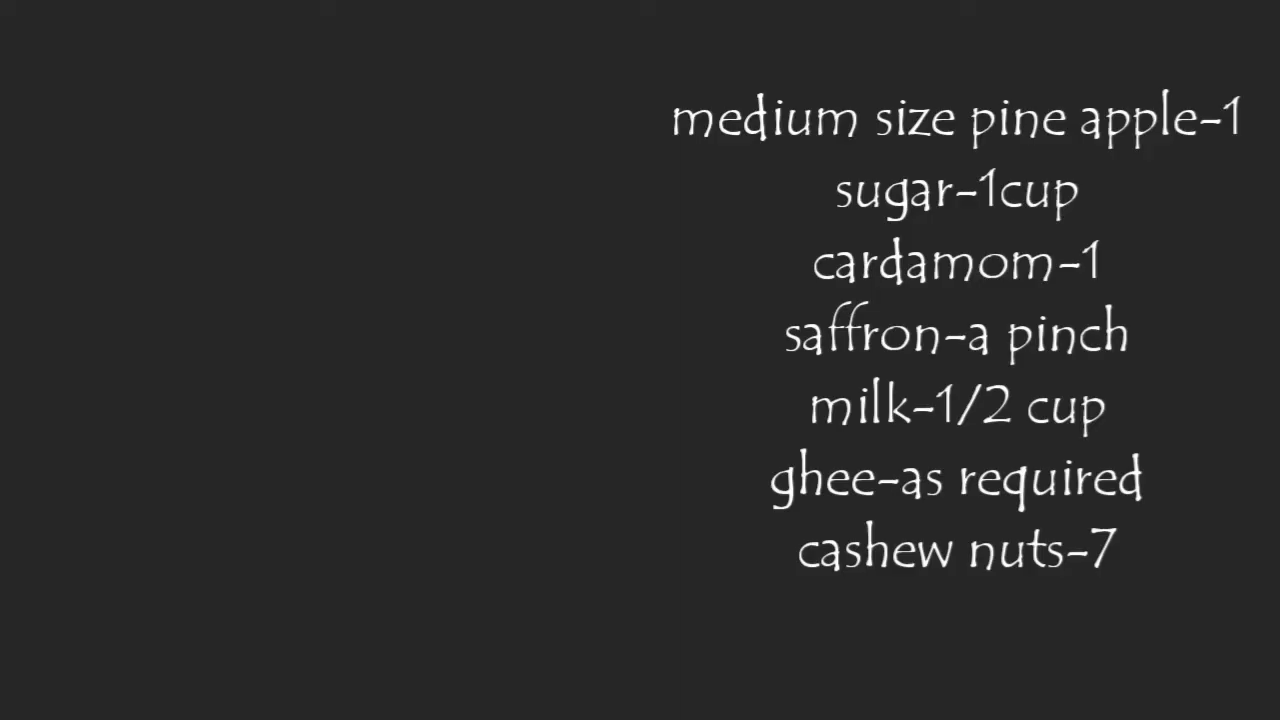 medium size pine apple-1
sugar-1cup
cardamom-1
saffron-a pinch
milk-1/2 cup
ghee-as required
cashew nuts-7